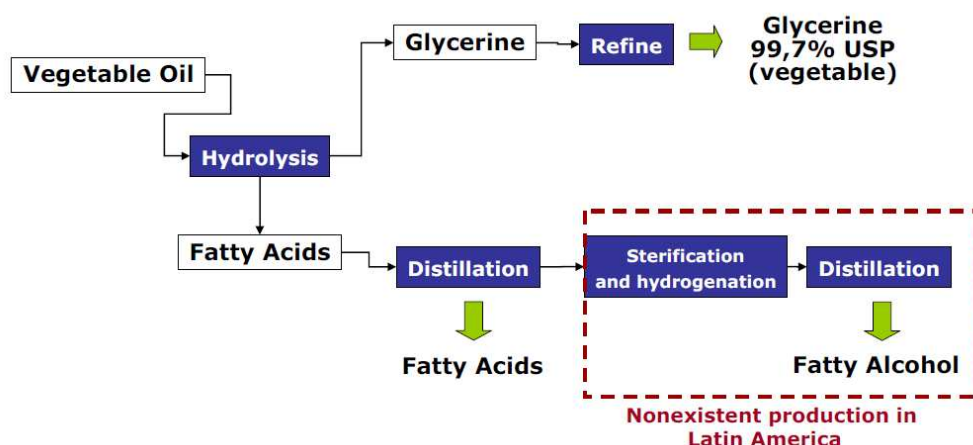 Vegetable Oil
Glycerine
Refine
Glycerine
99,7% USP
(vegetable)
Hydrolysis
Fatty Acids
Distillation
Sterification
and hydrogenation
Distillation
Fatty Acids
Fatty Alcohol
Nonexistent production in
Latin America